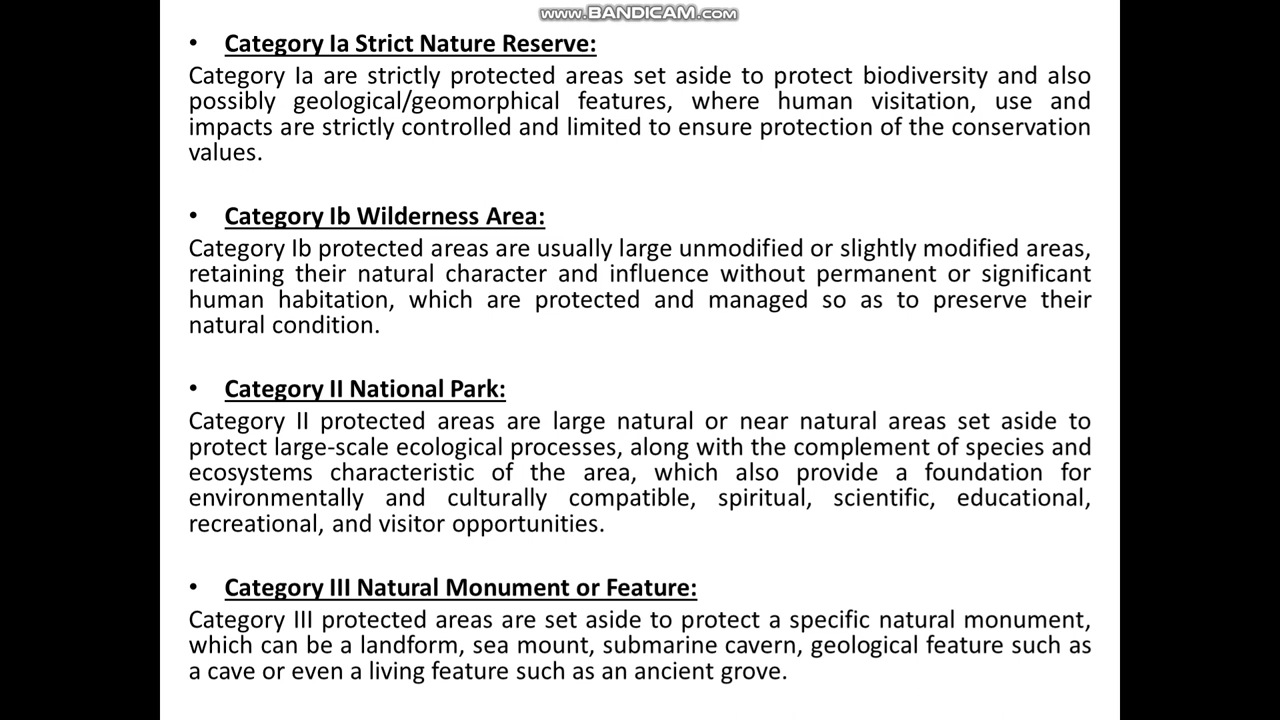 www.BANDICAM.com
• Category Ia Strict Nature Reserve:
Category Ia are strictly protected areas set aside to protect biodiversity and also
possibly geological/geomorphical features, where human visitation, use and
impacts are strictly controlled and limited to ensure protection of the conservation
values.
• Category Ib Wilderness Area:
Category Ib protected areas are usually large unmodified or slightly modified areas,
retaining their natural character and influence without permanent or significant
human habitation, which are protected and managed so as to preserve their
natural condition.
• Category II National Park:
Category II protected areas are large natural or near natural areas set aside to
protect large-scale ecological processes, along with the complement of species and
ecosystems characteristic of the area, which also provide a foundation for
environmentally and culturally compatible, spiritual, scientific, educational,
recreational, and visitor opportunities.
• Category III Natural Monument or Feature:
Category III protected areas are set aside to protect a specific natural monument,
which can be a landform, sea mount, submarine cavern, geological feature such as
a cave or even a living feature such as an ancient grove.